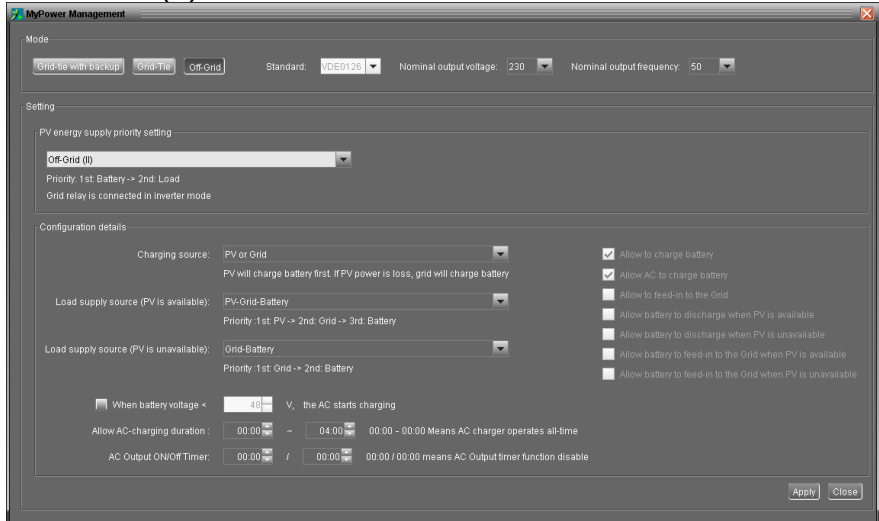 MyPower Management
Mode
Grid-tie with backup Grid-Tie Off-Grid Standard: VDE0126 Nominal output voltage: 230 Nominal output frequency: 50
Setting
PV energy supply priority setting
Off-Grid (II)
Priority: 1st: Battery -> 2nd: Load
Grid relay is connected in inverter mode
Configuration details
Charging source: PV or Grid
PV will charge battery first. If PV power is loss, grid will charge battery
Load supply source (PV is available): PV-Grid-Battery
Priority :1st: PV-> 2nd: Grid -> 3rd: Battery
Load supply source (PV is unavailable): Grid-Battery
Priority :1st: Grid -> 2nd: Battery
Allow to charge battery
Allow AC to charge battery
Allow to feed-in to the Grid
Allow battery to discharge when PV is available
Allow battery to discharge when PV is unavailable
Allow battery to feed-in to the Grid when PV is available
Allow battery to feed-in to the Grid when PV is unavailable
When battery voltage < 48 V, the AC starts charging
Allow AC-charging duration : 00:00 ~ 04:00 00:00 - 00:00 Means AC charger operates all-time
AC Output ON/Off Timer: 00:00 / 00:00 00:00 / 00:00 means AC Output timer function disable
Apply Close